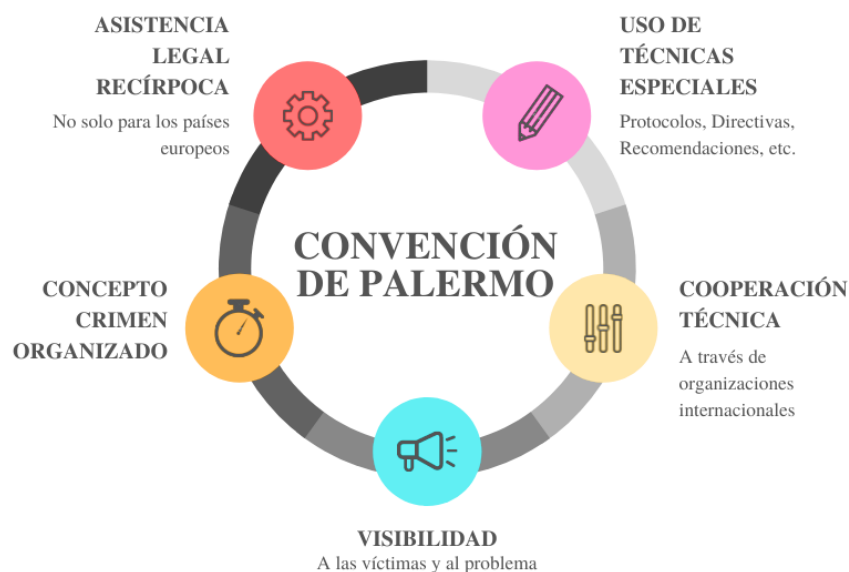 ASISTENCIA
LEGAL
RECÍRPOCA
No solo para los países
europeos
USO DE
TÉCNICAS
ESPECIALES
Protocolos, Directivas,
Recomendaciones, etc.
CONVENCIÓN
DE PALERMO
CONCEPTO
CRIMEN
ORGANIZADO
COOPERACIÓN
TÉCNICA
A través de
organizaciones
internacionales
VISIBILIDAD
A las víctimas y al problema